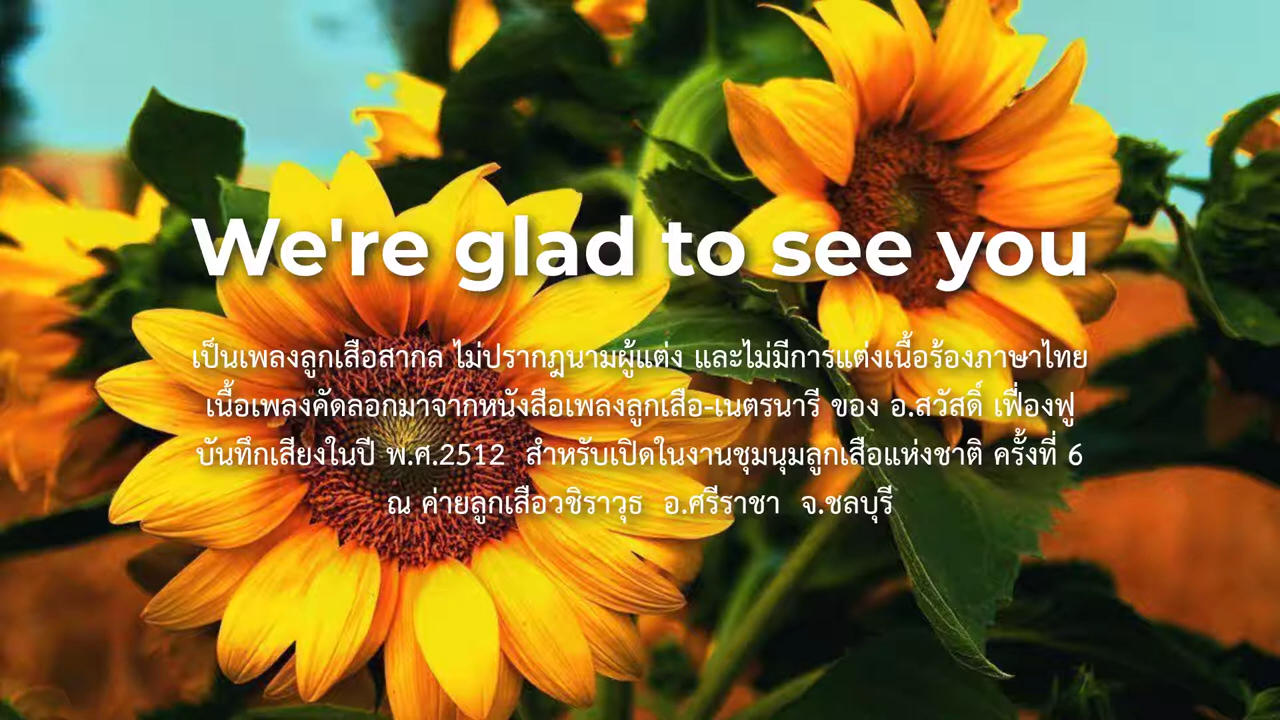 We're glad to see you
เป็นเพลงลูกเสือสากล ไม่ปรากฎนามผู้แต่ง และไม่มีการแต่งเนื้อร้องภาษาไทย
เนื้อเพลงคัดลอกมาจากหนังสือเพลงลูกเสือ-เนตรนารี ของ อ.สวัสดิ์ เฟื่องฟู
บันทึกเสียงในปี พ.ศ.2512 สำหรับเปิดในงานชุมนุมลูกเสือแห่งชาติ ครั้งที่ 6
ณ ค่ายลูกเสือวชิราวุธ อ.ศรีราชา จ.ชลบุรี